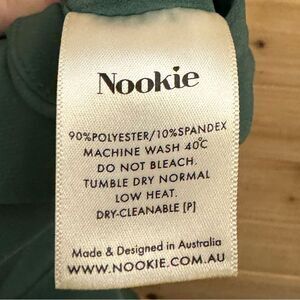 Nookie
90%POLYESTER/10%SPANDEX
MACHINE WASH 40°C
DO NOT BLEACH.
TUMBLE DRY NORMAL
LOW HEAT.
DRY-CLEANABLE [P]
Made & Designed in Australia
WWW.NOOKIE.COM.AU